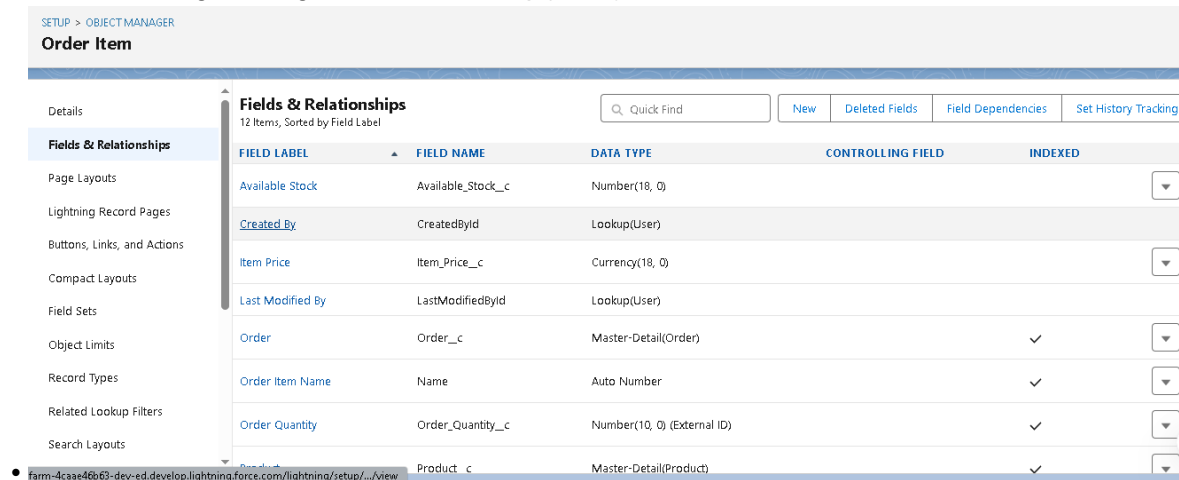 SETUP > OBJECT MANAGER
Order Item
Details
Fields & Relationships
Page Layouts
Lightning Record Pages
Buttons, Links, and Actions
Compact Layouts
Field Sets
Object Limits
Record Types
Related Lookup Filters
Search Layouts
Fields & Relationships
12 Items, Sorted by Field Label
Quick Find
New
Deleted Fields
Field Dependencies
Set History Tracking
FIELD LABEL FIELD NAME DATA TYPE CONTROLLING FIELD INDEXED
Available Stock Available_Stock__c Number(18, 0)
Created By CreatedById Lookup(User)
Item Price Item_Price__c Currency(18, 0)
Last Modified By LastModifiedById Lookup(User)
Order Order__c Master-Detail(Order)
Order Item Name Name Auto Number
Order Quantity Order_Quantity__c Number(10, 0) (External ID)
Product Product__c Master-Detail(Product)
farm-4caae46b63-dev-ed.develop.lightning.force.com/lightning/setup/.../view